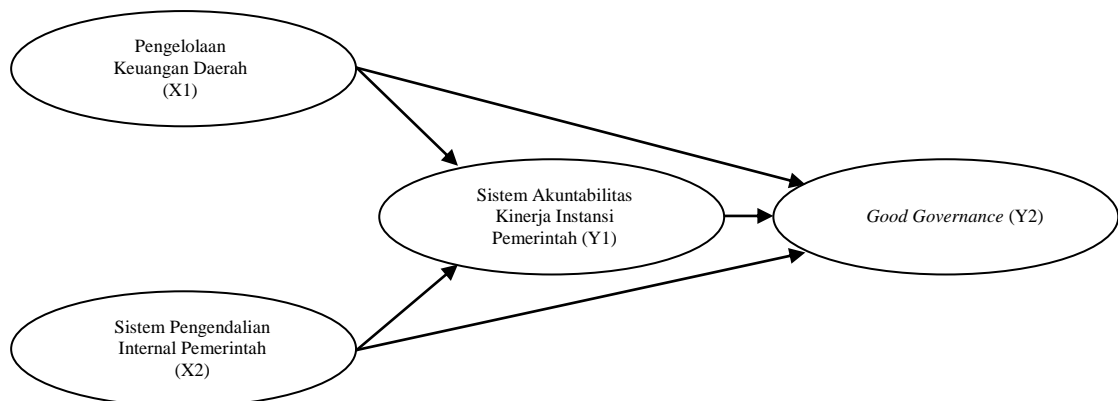 Pengelolaan
Keuangan Daerah
(X1)
Sistem Akuntabilitas
Kinerja Instansi
Pemerintah (Y1)
Good Governance (Y2)
Sistem Pengendalian
Internal Pemerintah
(X2)